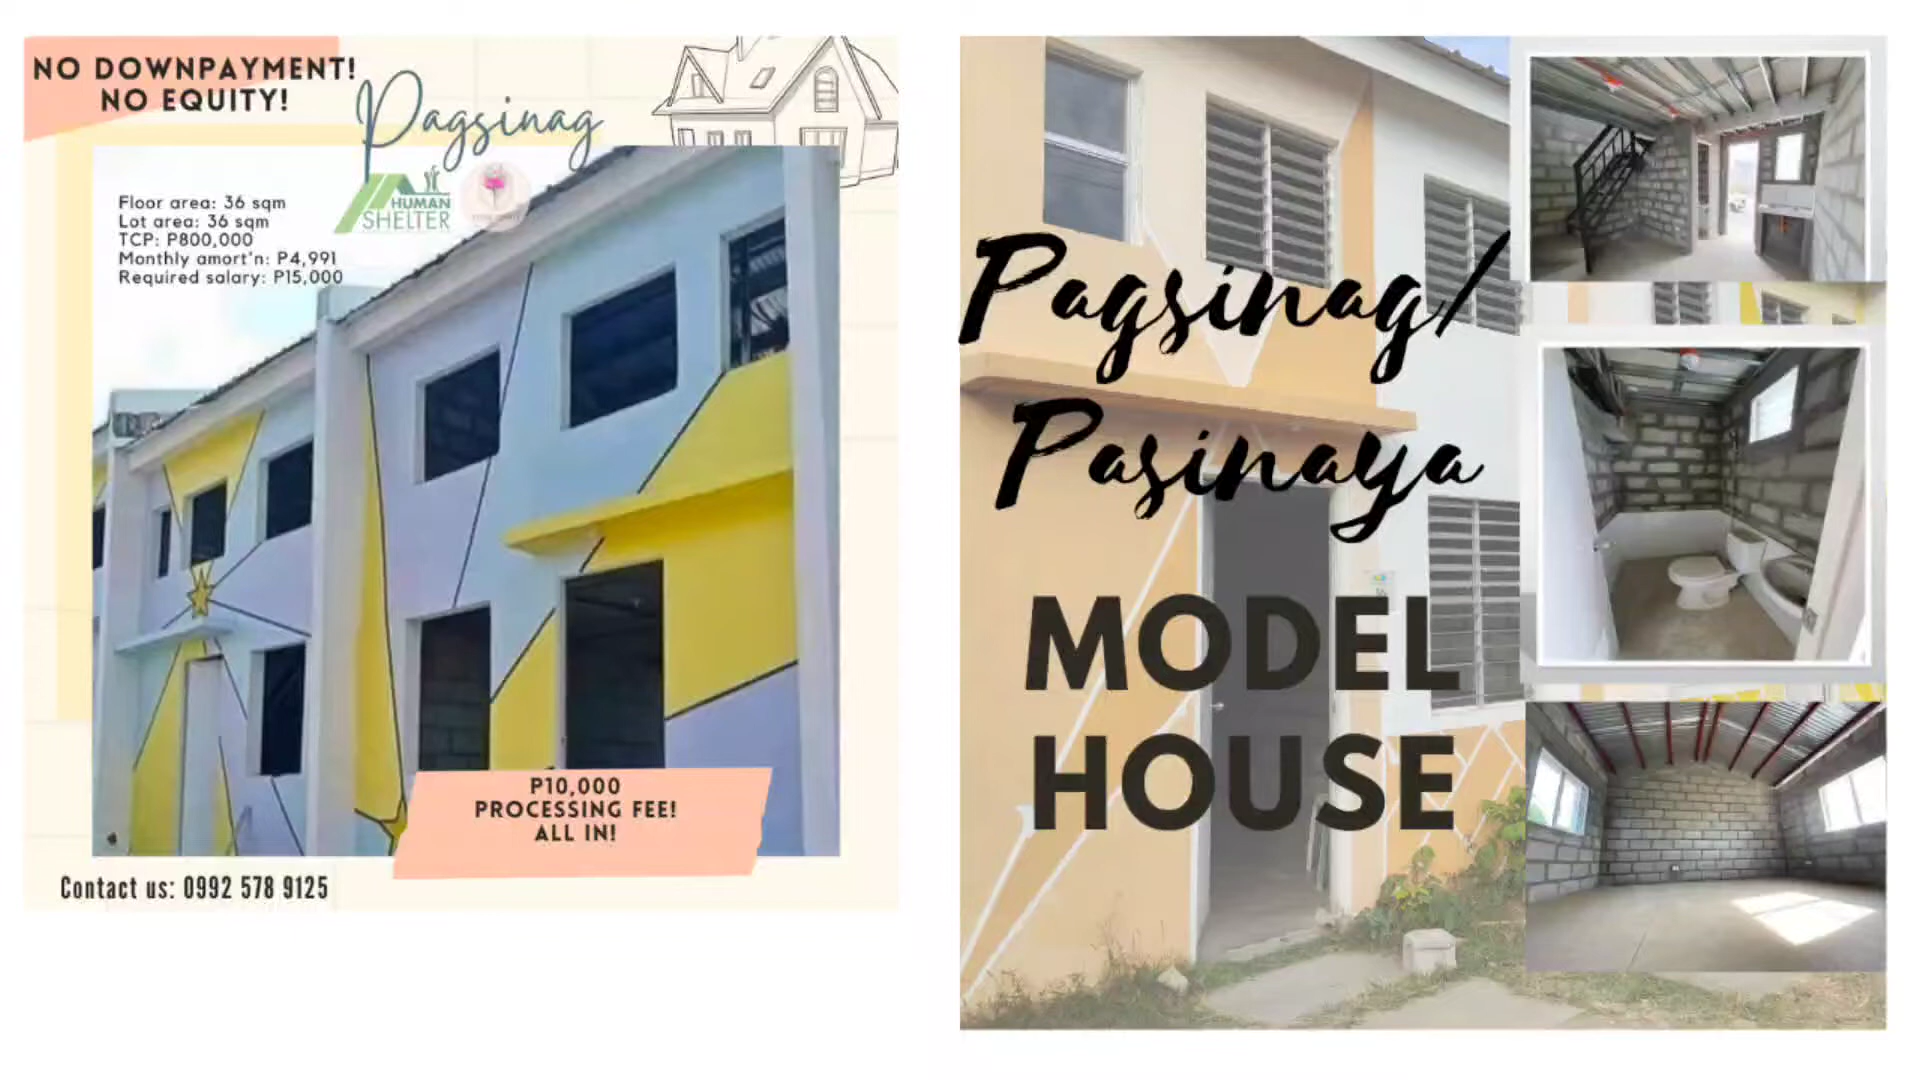 NO DOWNPAYMENT!
NO EQUITY!
Pagsinag
HUMAN
SHELTER
Floor area: 36 sqm
Lot area: 36 sqm
TCP: P800,000
Monthly amort'n: P4,991
Required salary: P15,000
P10,000
PROCESSING FEE!
ALL IN!
Contact us: 0992 578 9125
Pagsinag/
Pasinaya
MODEL
HOUSE